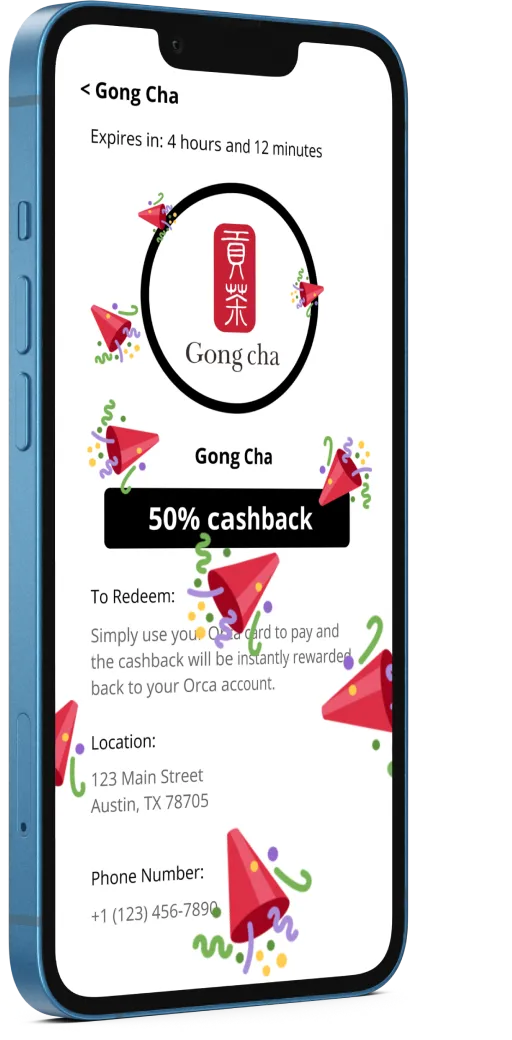 < Gong Cha
Expires in: 4 hours and 12 minutes
貢
茶
Gong cha
Gong Cha
50% cashback
To Redeem:
Simply use your Orca card to pay and
the cashback will be instantly rewarded
back to your Orca account.
Location:
123 Main Street
Austin, TX 78705
Phone Number:
+1 (123) 456-7890